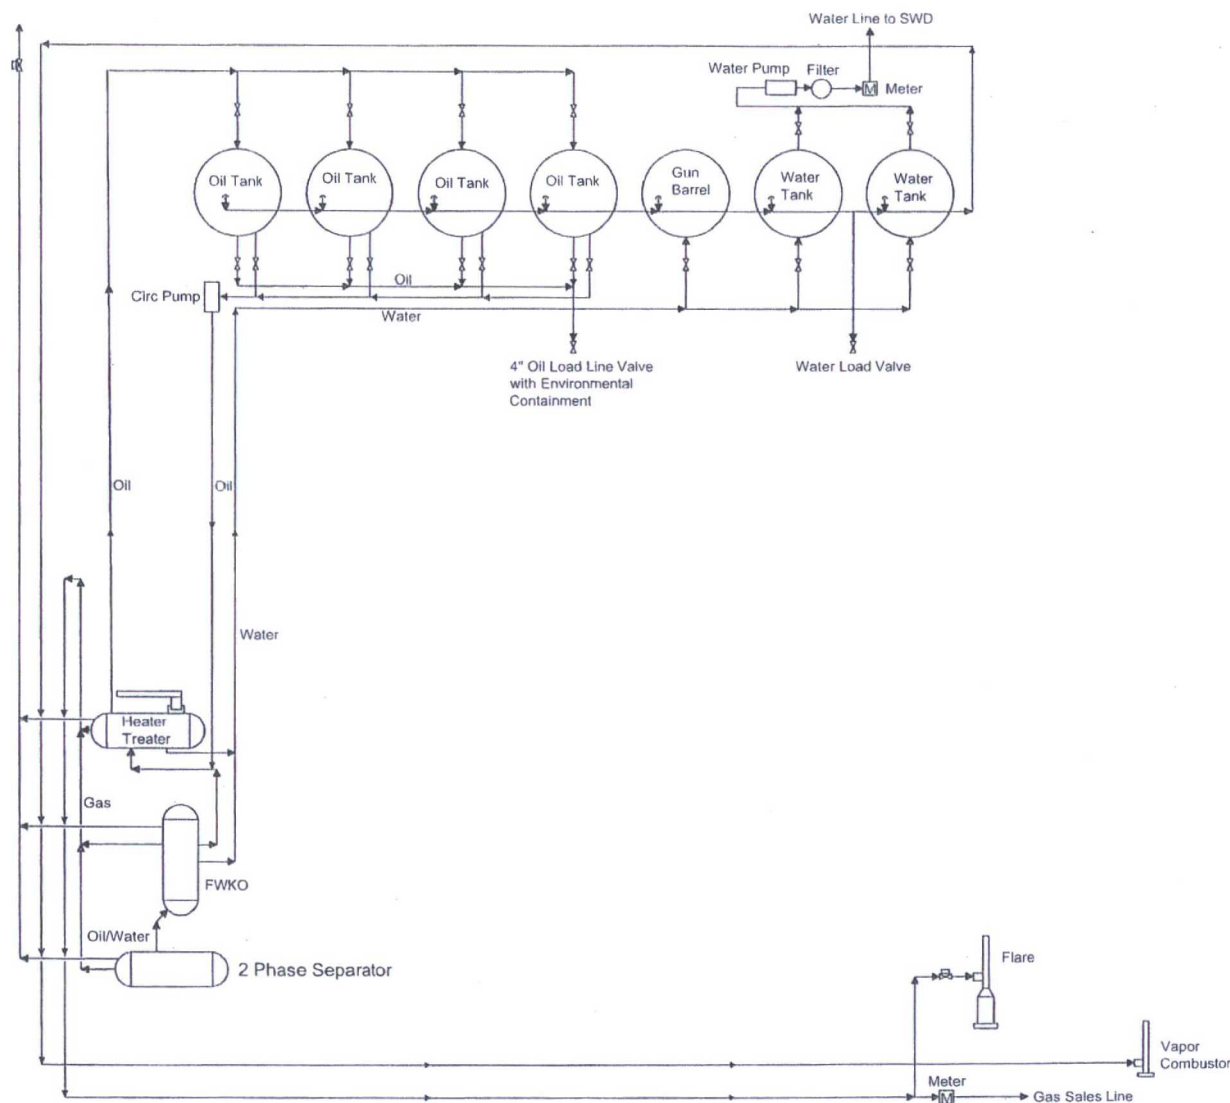 Water Line to SWD
Water Pump
Filter
M
Meter
Oil Tank
Oil Tank
Oil Tank
Oil Tank
Gun
Barrel
Water
Tank
Water
Tank
Oil
Circ Pump
Water
4" Oil Load Line Valve
with Environmental
Containment
Water Load Valve
Oil
Oil
Water
Heater
Treater
Gas
FWKO
Oil/Water
2 Phase Separator
Flare
Vapor
Combustor
Meter
M
Gas Sales Line